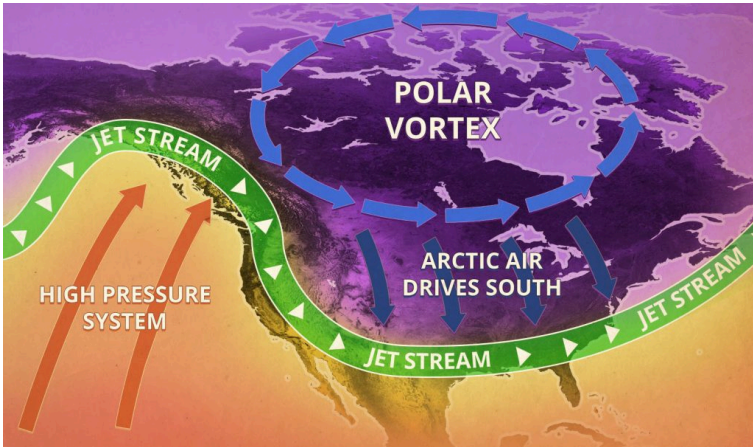 POLAR
VORTEX
JET STREAM
ARCTIC AIR
DRIVES SOUTH
HIGH PRESSURE
SYSTEM
JET STREAM
JET STREAM